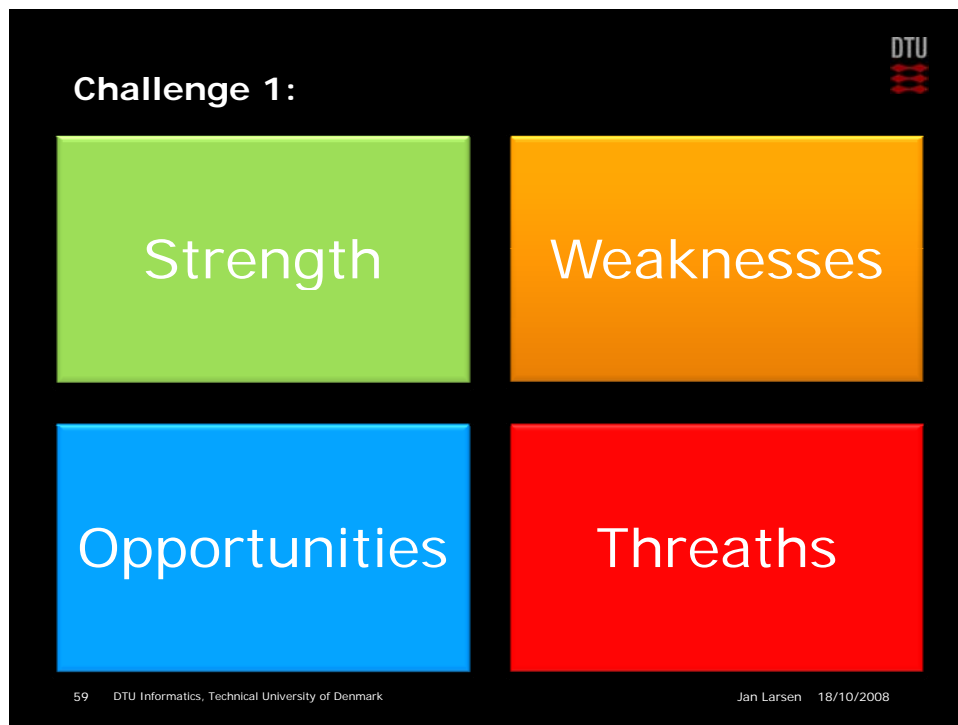 DTU
Challenge 1:
Strength
Weaknesses
Opportunities
Threaths
59 DTU Informatics, Technical University of Denmark Jan Larsen 18/10/2008